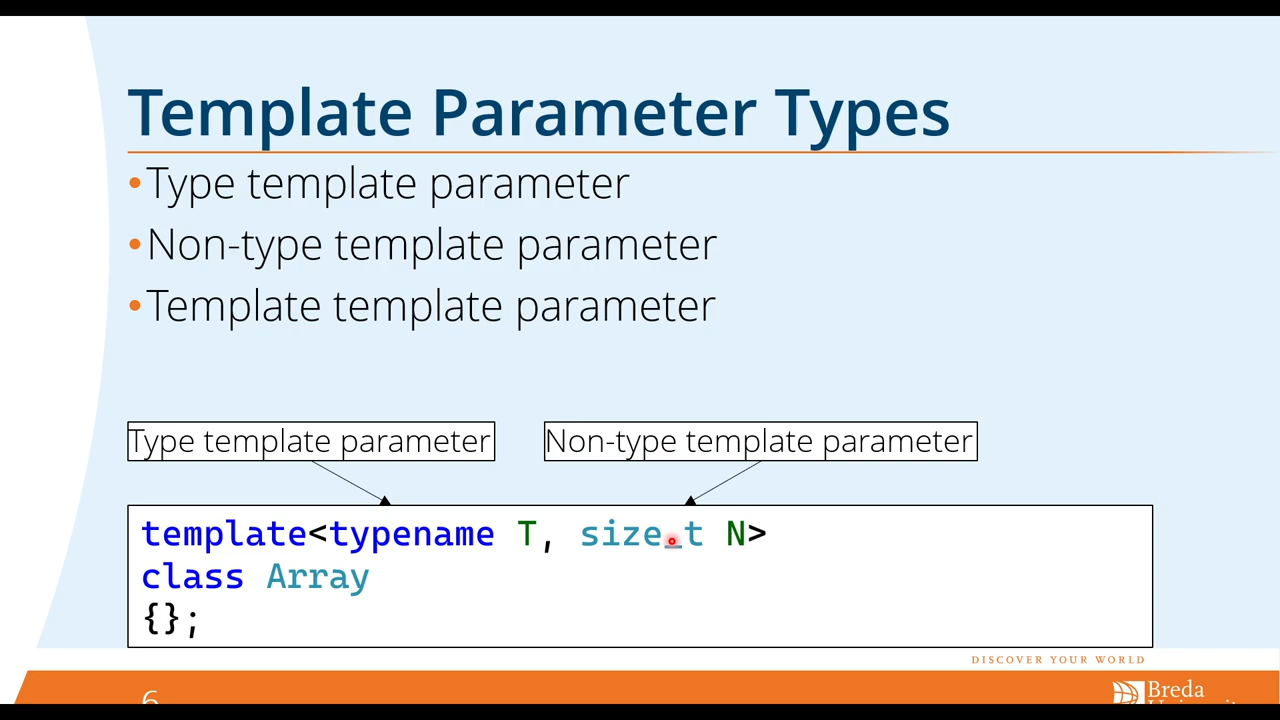 Template Parameter Types
•Type template parameter
•Non-type template parameter
•Template template parameter
Type template parameter
Non-type template parameter
template<typename T, size_t N>
class Array
{};
DISCOVER YOUR WORLD
6
Breda